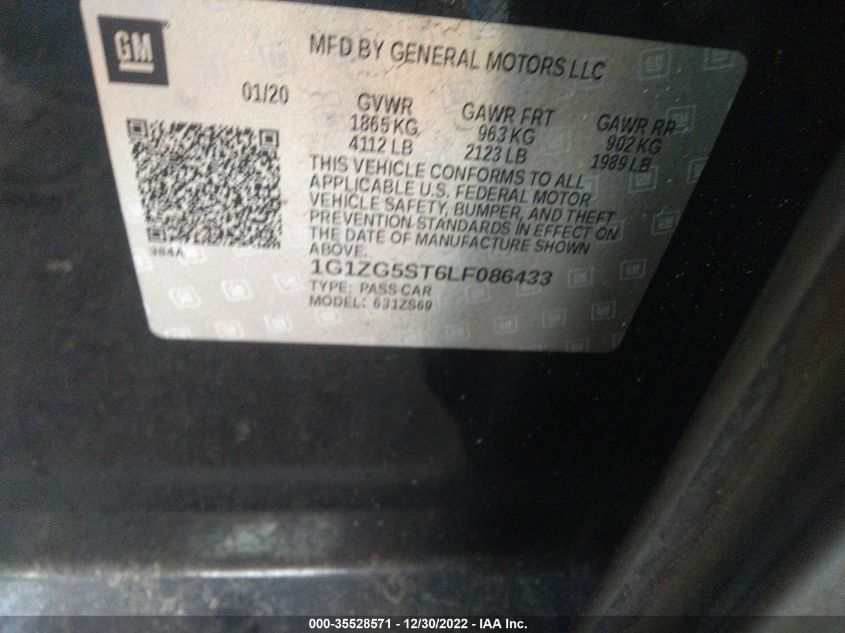 GM
MFD BY GENERAL MOTORS LLC
01/20
GVWR
1865 KG
4112 LB
GAWR FRT
963 KG
2123 LB
GAWR RR
902 KG
1989 LB
THIS VEHICLE CONFORMS TO ALL
APPLICABLE U.S. FEDERAL MOTOR
VEHICLE SAFETY, BUMPER, AND THEFT
PREVENTION STANDARDS IN EFFECT ON
THE DATE OF MANUFACTURE SHOWN
ABOVE.
384A
1G1ZG5ST6LF086433
TYPE: PASS CAR
MODEL: 631ZS69
000-35528571 - 12/30/2022 - IAA Inc.